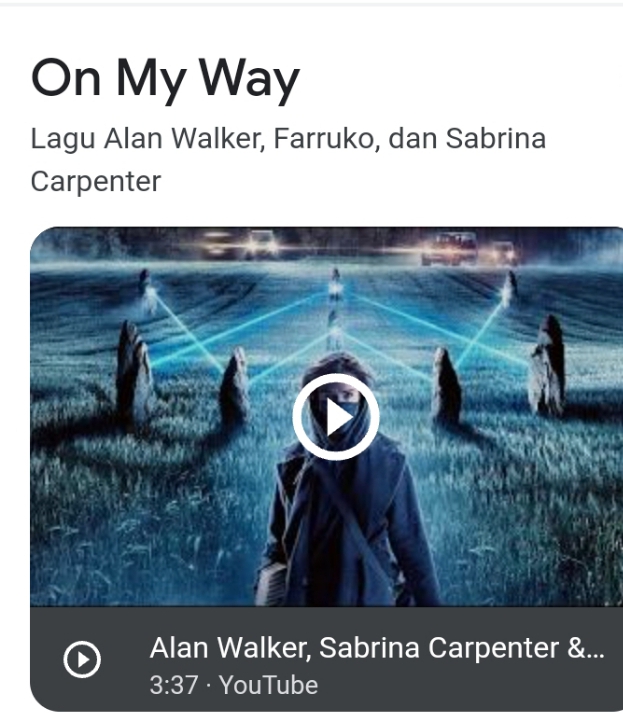 On My Way
Lagu Alan Walker, Farruko, dan Sabrina
Carpenter
Alan Walker, Sabrina Carpenter &...
3:37 · YouTube